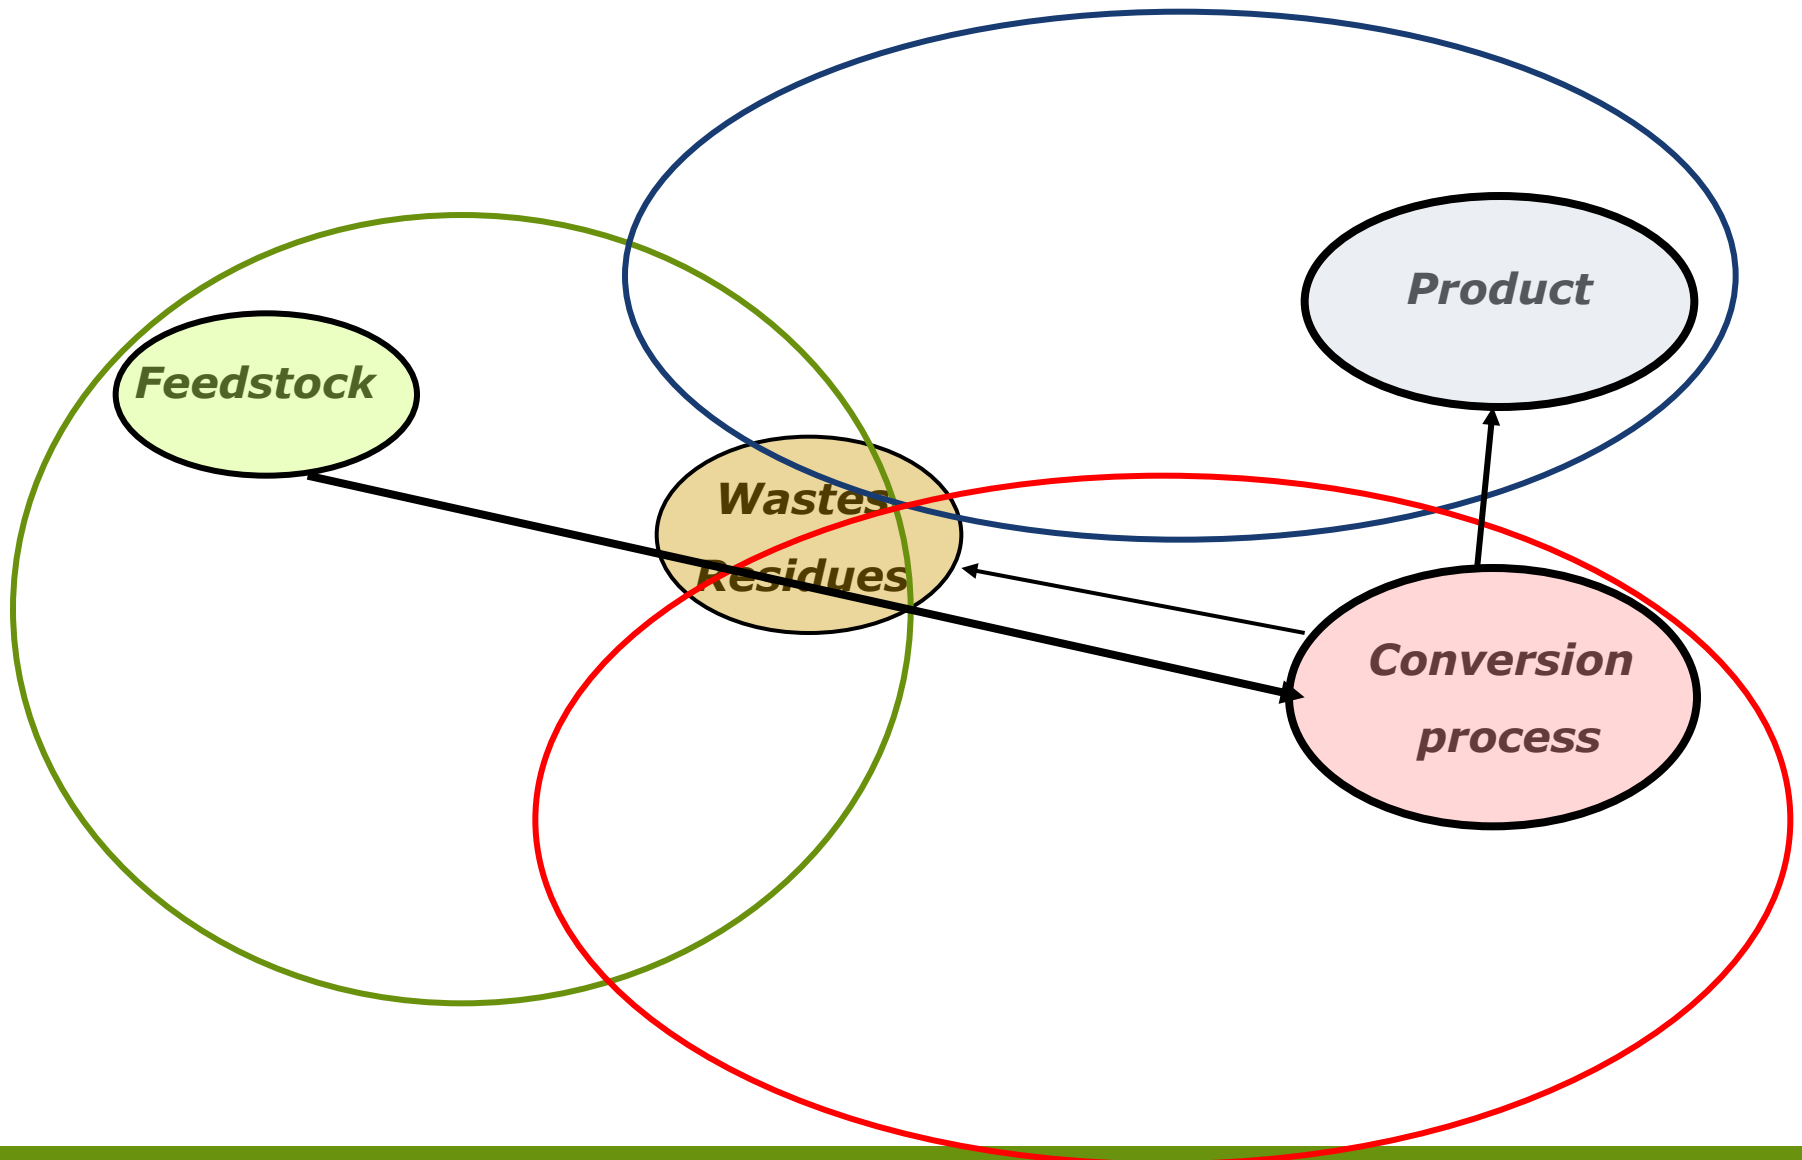 Product
Feedstock
Wastes
Residues
Conversion
process